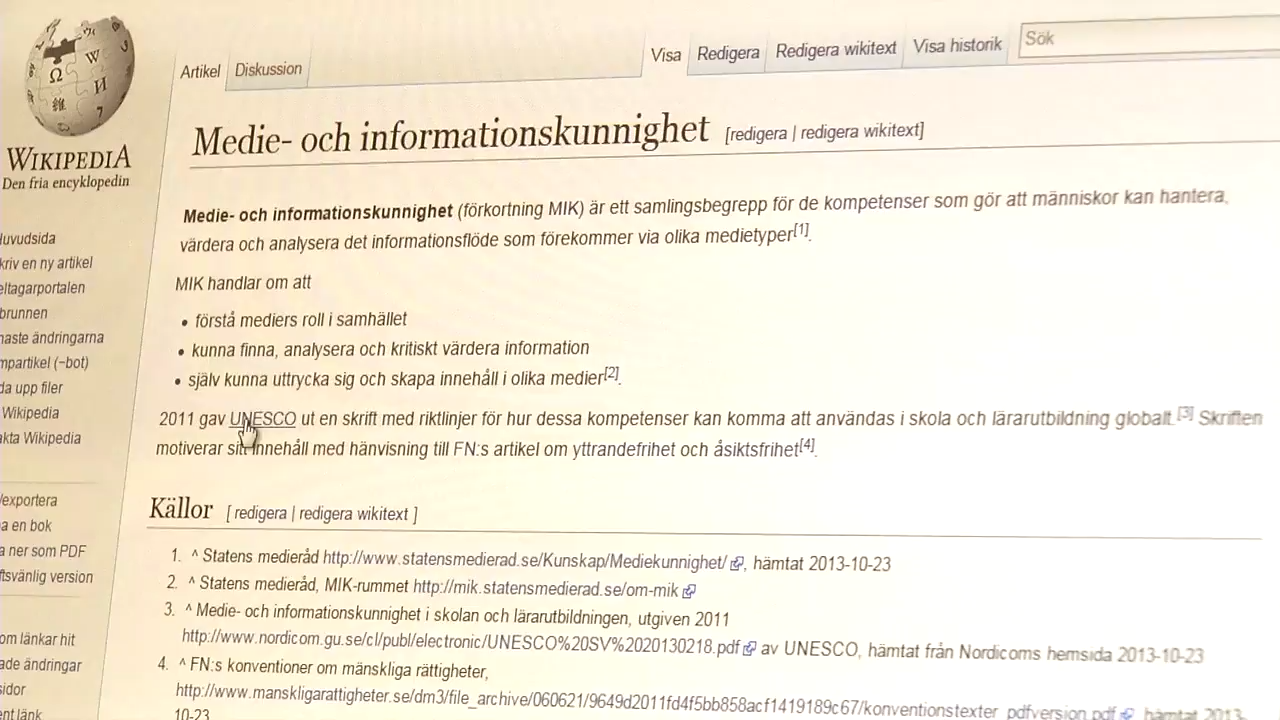 WIKIPEDIA
Den fria encyklopedin
Artikel Diskussion
Visa Redigera Redigera wikitext Visa historik Sök
Medie- och informationskunnighet [redigera | redigera wikitext]
Medie- och informationskunnighet (förkortning MIK) är ett samlingsbegrepp för de kompetenser som gör att människor kan hantera,
värdera och analysera det informationsflöde som förekommer via olika medietyper[1].
MIK handlar om att
• förstå mediers roll i samhället
• kunna finna, analysera och kritiskt värdera information
• själv kunna uttrycka sig och skapa innehåll i olika medier[2].
2011 gav UNESCO ut en skrift med riktlinjer för hur dessa kompetenser kan komma att användas i skola och lärarutbildning globalt.[3] Skriften
motiverar sitt innehåll med hänvisning till FN:s artikel om yttrandefrihet och åsiktsfrihet[4].
Källor [ redigera | redigera wikitext ]
1. ^ Statens medieråd http://www.statensmedierad.se/Kunskap/Mediekunnighet/, hämtat 2013-10-23
2. ^ Statens medieråd, MIK-rummet http://mik.statensmedierad.se/om-mik
3. ^ Medie- och informationskunnighet i skolan och lärarutbildningen, utgiven 2011
http://www.nordicom.gu.se/cl/publ/electronic/UNESCO%20SV%2020130218.pdf av UNESCO, hämtat från Nordicoms hemsida 2013-10-23
4. ^ FN:s konventioner om mänskliga rättigheter,
http://www.manskligarattigheter.se/dm3/file_archive/060621/9649d2011fd4f5bb858acf1419189c67/konventionstexter_pdfversion.pdf hämtat 2013-
10-23
uvudsida
kriv en ny artikel
eltagarportalen
brunnen
naste ändringarna
mpartikel (–bot)
da upp filer
Wikipedia
akta Wikipedia
/exportera
a en bok
a ner som PDF
ftsvänlig version
om länkar hit
ade ändringar
sidor
ent länk